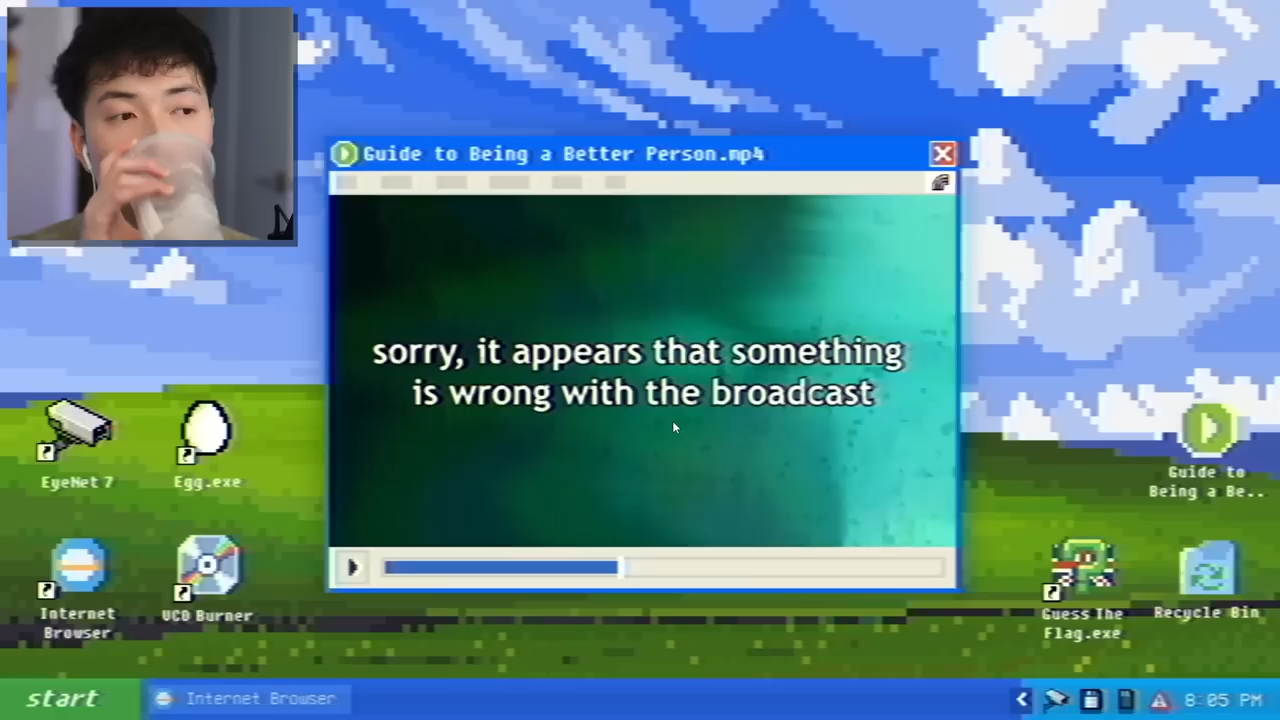 Guide to Being a Better Person.mp4
sorry, it appears that something
is wrong with the broadcast
EyeNet 7
Egg.exe
Guide to
Being a Be..
Internet
Browser
VCD Burner
Guess The
Flag.exe
Recycle Bin
start
Internet Browser
8:05 PM